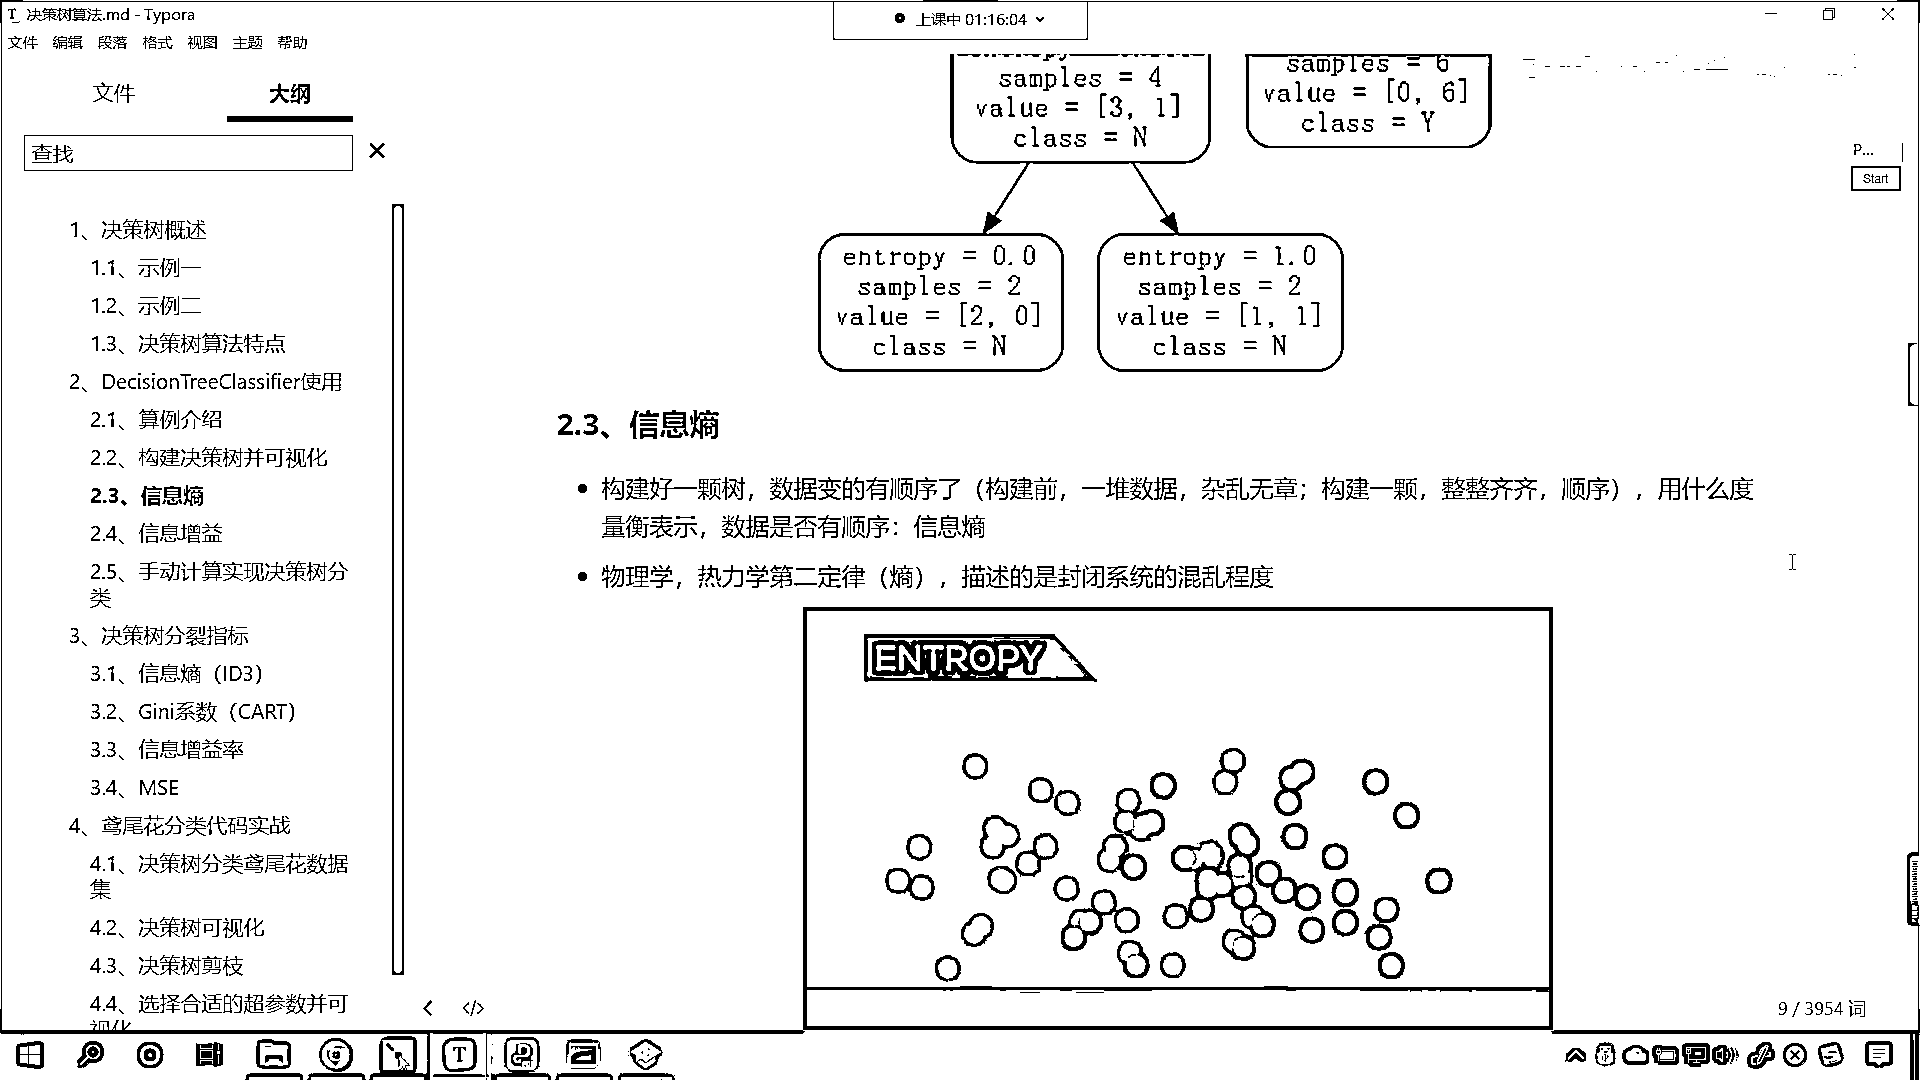 决策树算法.md - Typora
上课中 01:16:04
文件 编辑 段落 格式 视图 主题 帮助
文件
大纲
查找
1、决策树概述
1.1、示例一
1.2、示例二
1.3、决策树算法特点
2、DecisionTreeClassifier使用
2.1、算例介绍
2.2、构建决策树并可视化
2.3、信息熵
2.4、信息增益
2.5、手动计算实现决策树分
类
3、决策树分裂指标
3.1、信息熵（ID3）
3.2、Gini系数（CART）
3.3、信息增益率
3.4、MSE
4、鸢尾花分类代码实战
4.1、决策树分类鸢尾花数据
集
4.2、决策树可视化
4.3、决策树剪枝
4.4、选择合适的超参数并可
视化
samples = 4
value = [3, 1]
class = N
samples = 6
value = [0, 6]
class = Y
entropy = 0.0
samples = 2
value = [2, 0]
class = N
entropy = 1.0
samples = 2
value = [1, 1]
class = N
2.3、信息熵
构建好一颗树，数据变的有顺序了（构建前，一堆数据，杂乱无章；构建一颗，整整齐齐，顺序），用什么度
量衡表示，数据是否有顺序：信息熵
物理学，热力学第二定律（熵），描述的是封闭系统的混乱程度
ENTROPY
P...
Start
9 / 3954 词